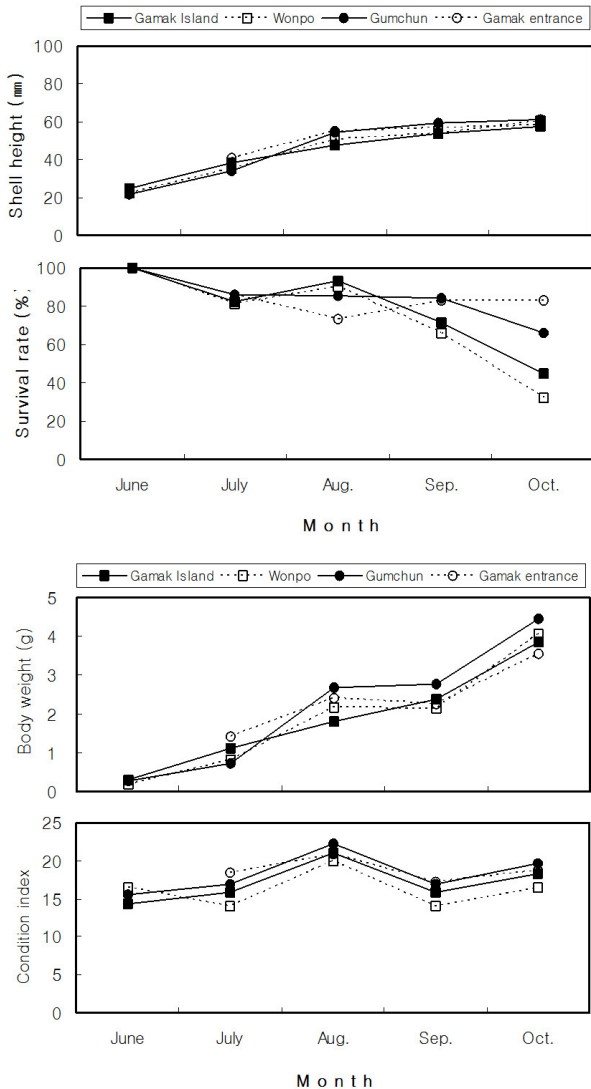 Gamak Island Wonpo Gumchun Gamak entrance
100
80
60
40
20
0
Shell height (㎜)
100
80
60
40
20
0
Survival rate (%)
June July Aug. Sep. Oct.
Month
Gamak Island Wonpo Gumchun Gamak entrance
5
4
3
2
1
0
Body weight (g)
25
20
15
10
5
0
Condition index
June July Aug. Sep. Oct.
Month